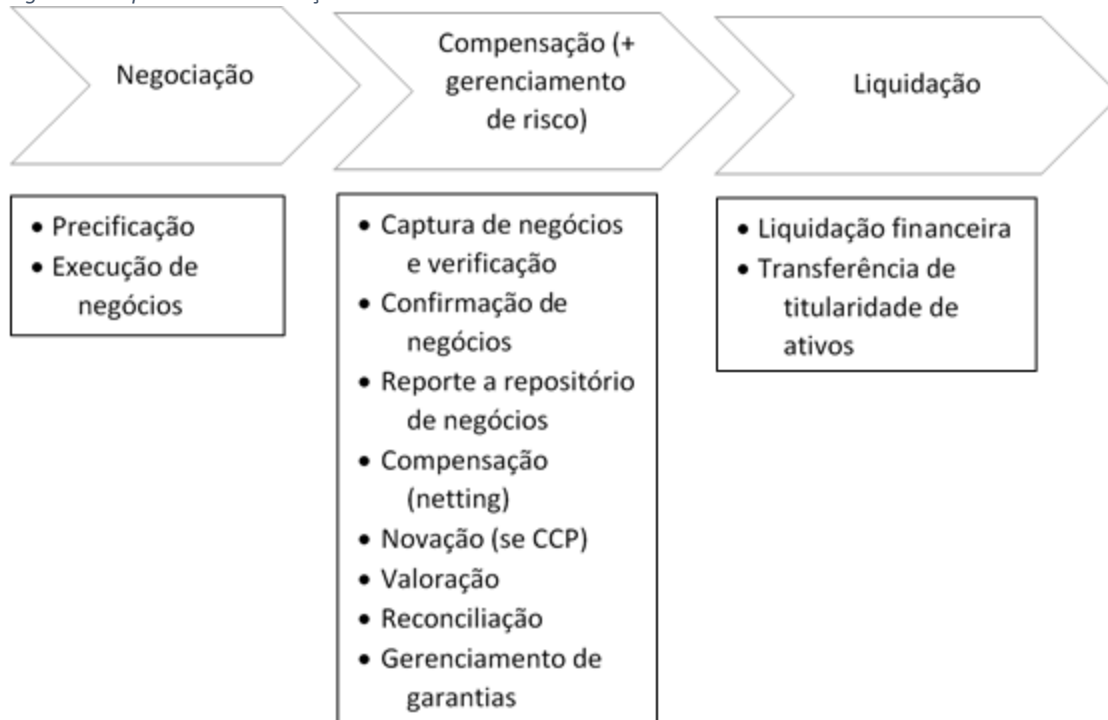 Negociação
Compensação (+
gerenciamento
de risco)
Liquidação
• Precificação
• Execução de
negócios
• Captura de negócios
e verificação
• Confirmação de
negócios
• Reporte a repositório
de negócios
• Compensação
(netting)
• Novação (se CCP)
• Valoração
• Reconciliação
• Gerenciamento de
garantias
• Liquidação financeira
• Transferência de
titularidade de
ativos